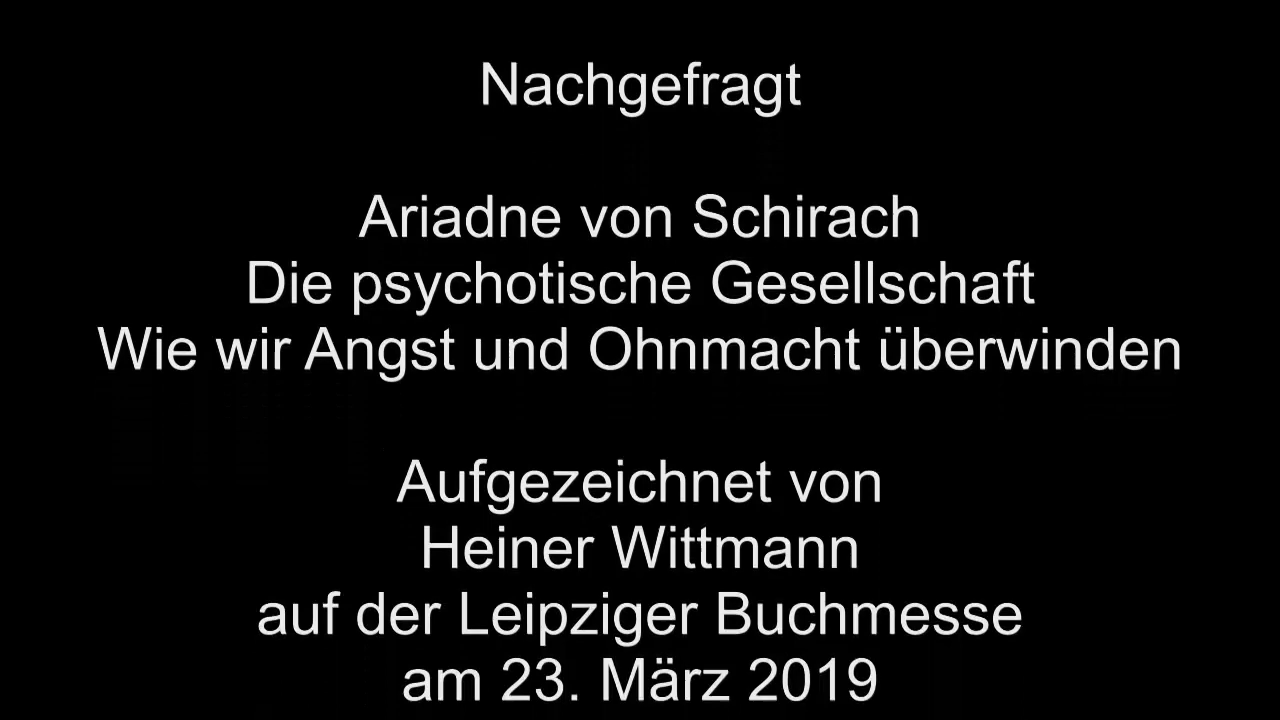 Nachgefragt
Ariadne von Schirach
Die psychotische Gesellschaft
Wie wir Angst und Ohnmacht überwinden
Aufgezeichnet von
Heiner Wittmann
auf der Leipziger Buchmesse
am 23. März 2019